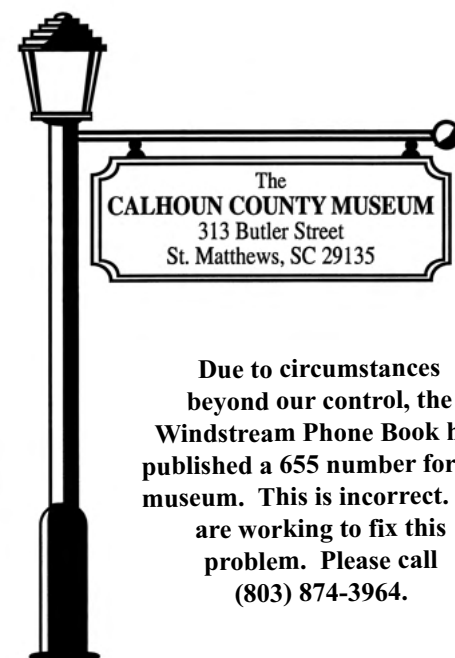 The
CALHOUN COUNTY MUSEUM
313 Butler Street
St. Matthews, SC 29135
Due to circumstances
beyond our control, the
Windstream Phone Book
published a 655 number for
museum. This is incorrect.
are working to fix this
problem. Please call
(803) 874-3964.